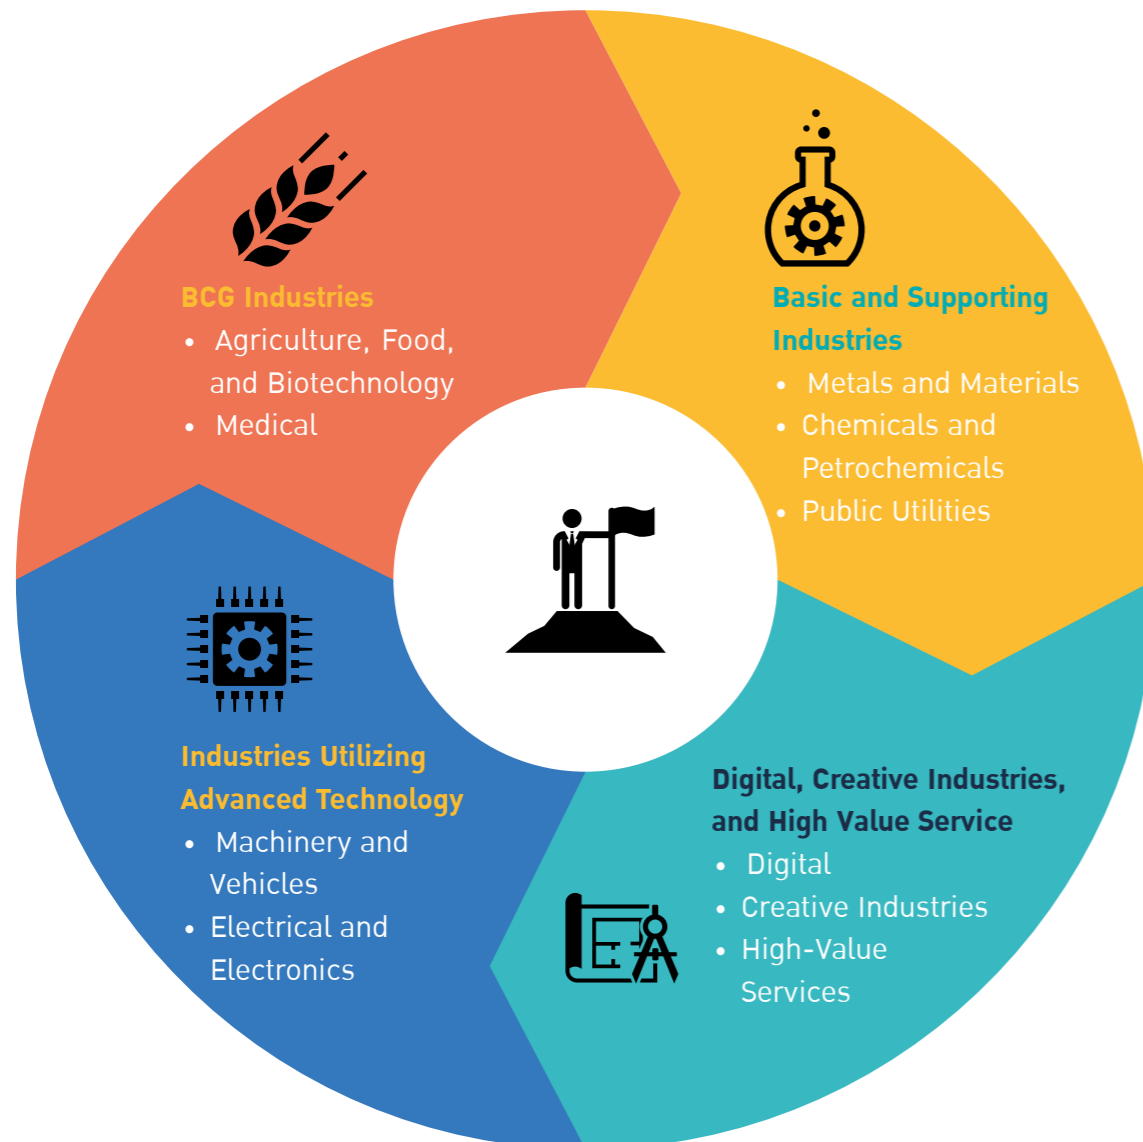 BCG Industries
• Agriculture, Food,
and Biotechnology
• Medical
Basic and Supporting
Industries
• Metals and Materials
• Chemicals and
Petrochemicals
• Public Utilities
Industries Utilizing
Advanced Technology
• Machinery and
Vehicles
• Electrical and
Electronics
Digital, Creative Industries,
and High Value Service
• Digital
• Creative Industries
• High-Value
Services